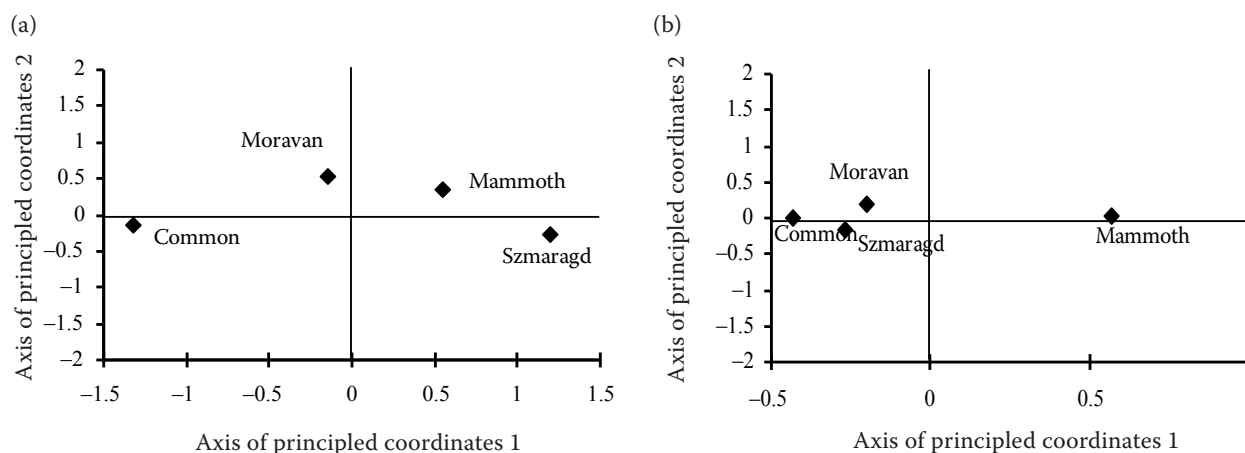 (a)
Axis of principled coordinates 2
2
1.5
1
0.5
0
–0.5
–1
–1.5
–2
Moravan
Mammoth
Common
Szmaragd
–1.5 –1 –0.5 0 0.5 1 1.5
Axis of principled coordinates 1
(b)
Axis of principled coordinates 2
2
1.5
1
0.5
0
–0.5
–1
–1.5
–2
Moravan
Common
Szmaragd
Mammoth
–0.5 0 0.5
Axis of principled coordinates 1